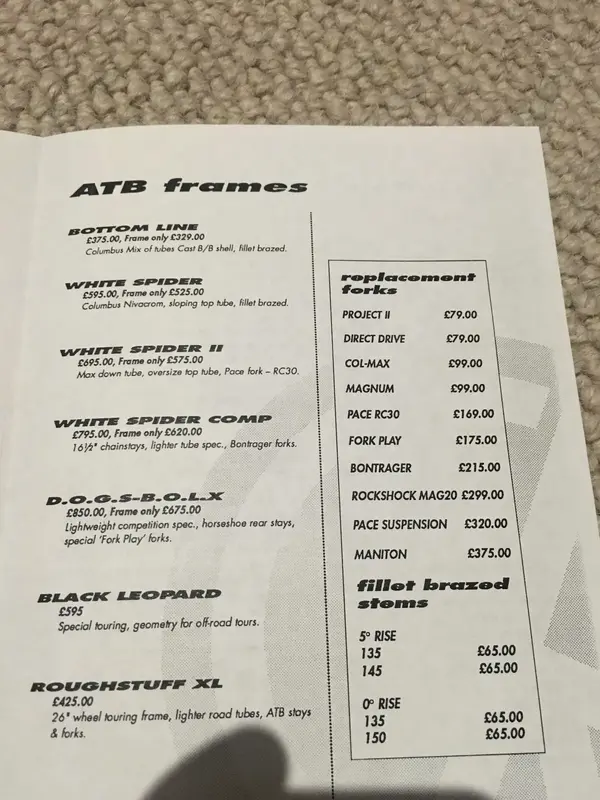 ATB frames
BOTTOM LINE
£375.00, Frame only £329.00
Columbus Mix of tubes Cast B/B shell, fillet brazed.
WHITE SPIDER
£595.00, Frame only £525.00
Columbus Nivacrom, sloping top tube, fillet brazed.
WHITE SPIDER II
£695.00, Frame only £575.00
Max down tube, oversize top tube, Pace fork – RC30.
WHITE SPIDER COMP
£795.00, Frame only £620.00
16½" chainstays, lighter tube spec., Bontrager forks.
D.O.G.S-B.O.L.X
£850.00, Frame only £675.00
Lightweight competition spec., horseshoe rear stays,
special 'Fork Play' forks.
BLACK LEOPARD
£595
Special touring, geometry for off-road tours.
ROUGHSTUFF XL
£425.00
26" wheel touring frame, lighter road tubes, ATB stays
& forks.
replacement
forks
PROJECT II £79.00
DIRECT DRIVE £79.00
COL-MAX £99.00
MAGNUM £99.00
PACE RC30 £169.00
FORK PLAY £175.00
BONTRAGER £215.00
ROCKSHOCK MAG20 £299.00
PACE SUSPENSION £320.00
MANITON £375.00
fillet brazed
stems
5° RISE
135 £65.00
145 £65.00
0° RISE
135 £65.00
150 £65.00